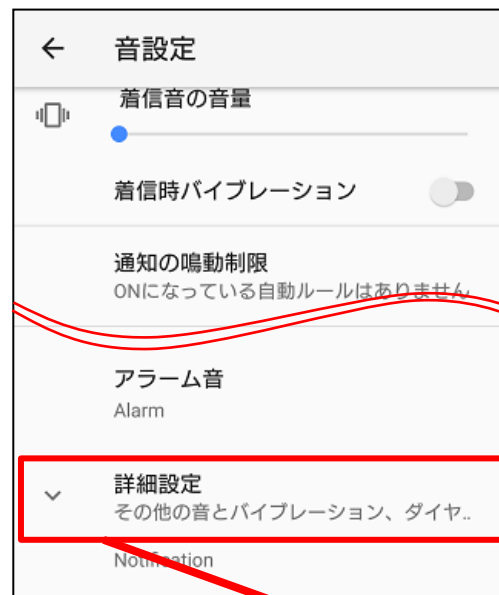 音設定
着信音の音量
着信時バイブレーション
通知の鳴動制限
ONになっている自動ルールはありません
アラーム音
Alarm
詳細設定
その他の音とバイブレーション、ダイヤ..
Notification